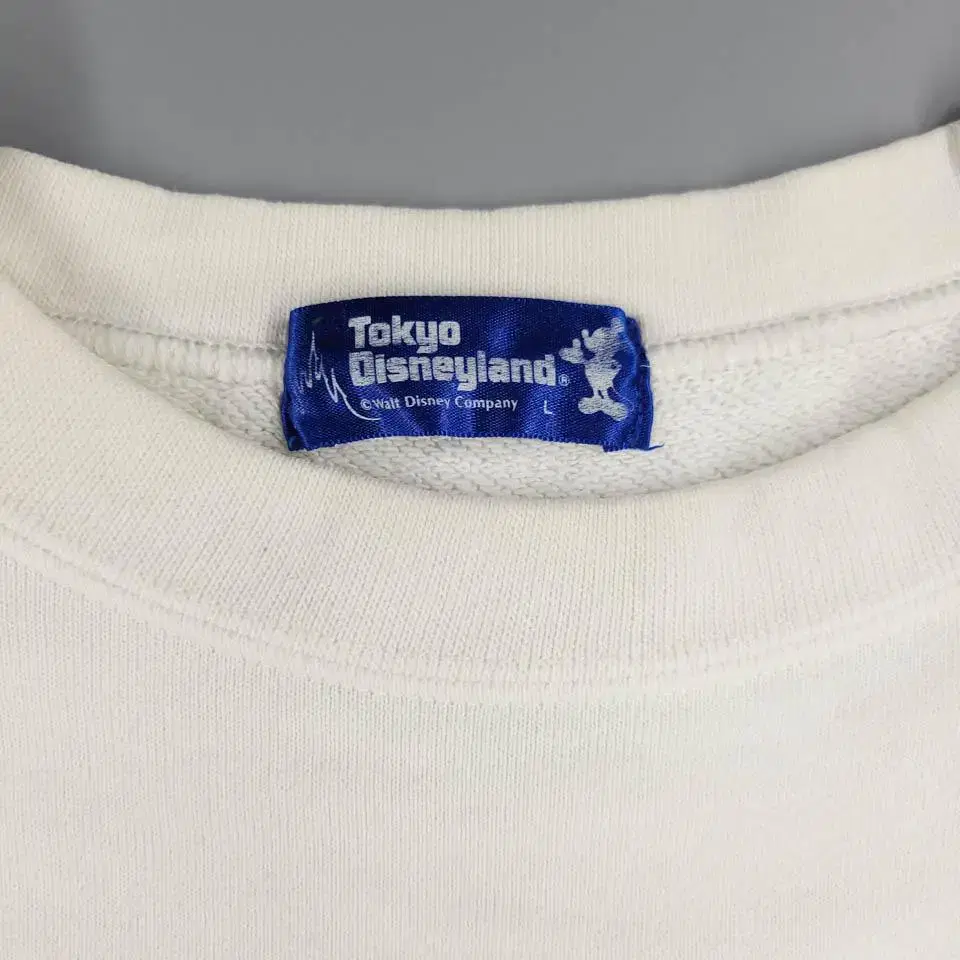 Tokyo
Disneyland®
© Walt Disney Company L